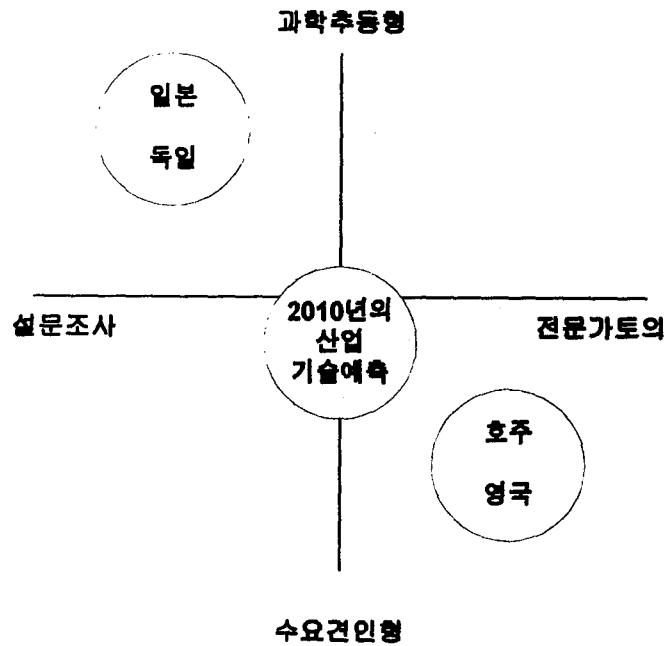 과학추동형
일본
독일
설문조사
2010년의
산업
기술예측
전문가토의
호주
영국
수요견인형